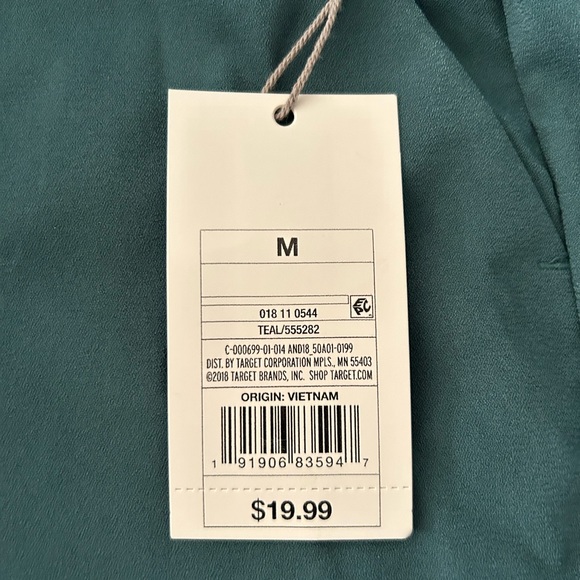 M
EPC
018 11 0544
TEAL/555282
C-000699-01-014 AND18_50A01-0199
DIST. BY TARGET CORPORATION MPLS., MN 55403
©2018 TARGET BRANDS, INC. SHOP TARGET.COM
ORIGIN: VIETNAM
1 91906 83594 7
$19.99